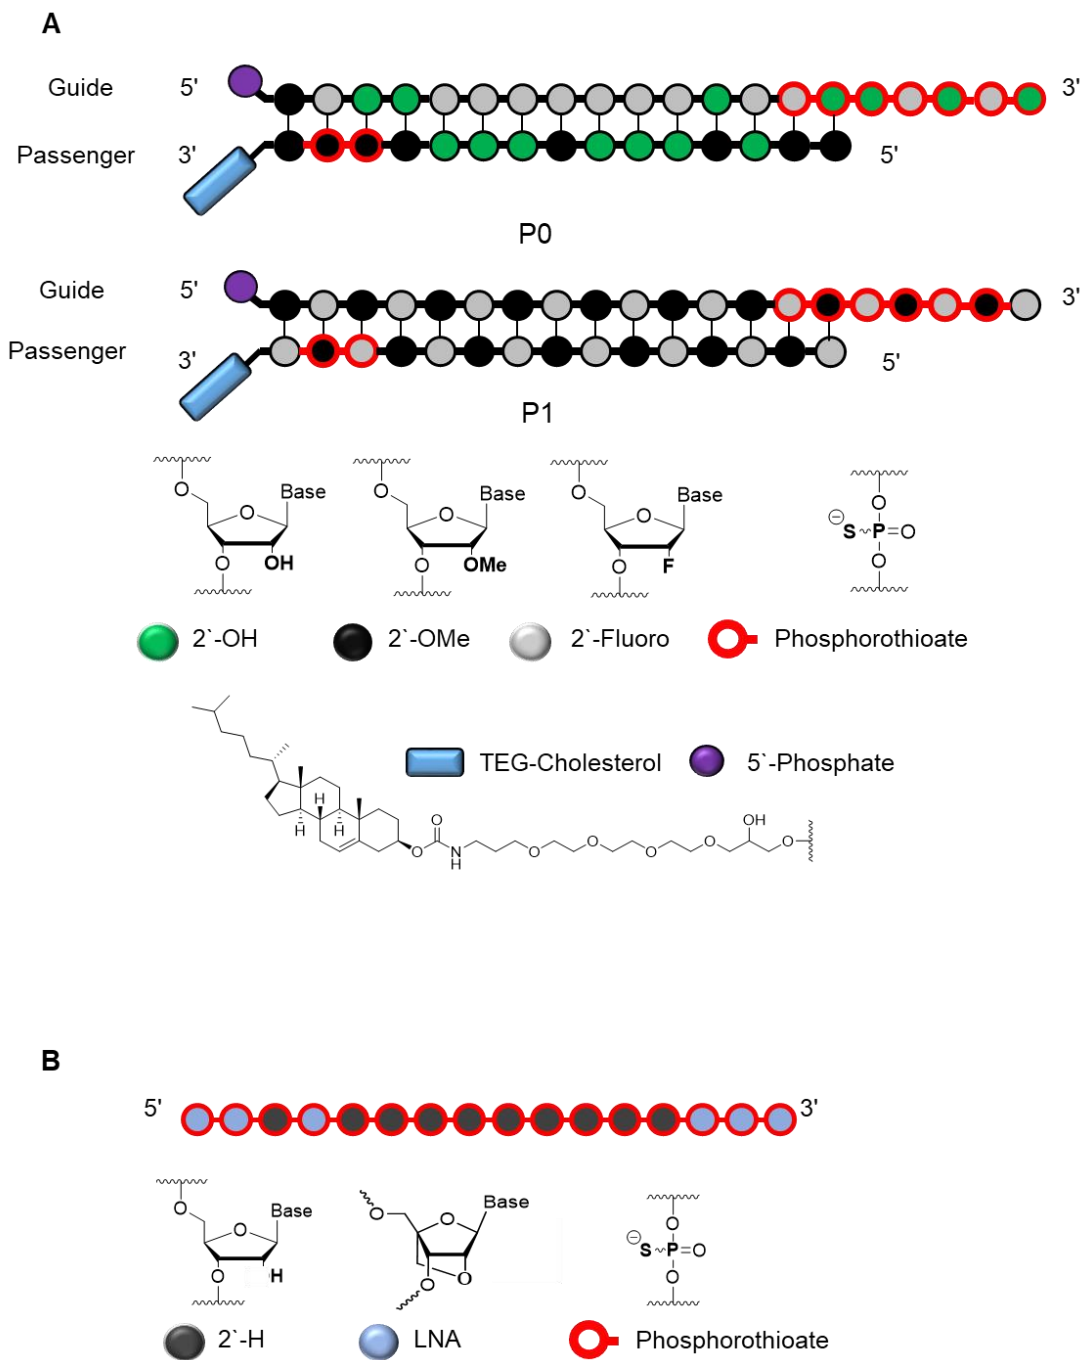 A
Guide 5' 3'
Passenger 3' 5'
P0
Guide 5' 3'
Passenger 3' 5'
P1
O Base O OH
O Base O OMe
O Base O F
O ⊖ S P O O
2`-OH 2`-OMe 2`-Fluoro Phosphorothioate
TEG-Cholesterol 5`-Phosphate
H H H O O N H O O O O OH O
B
5' 3'
O Base O O H
O Base O O O
O ⊖ S P O O
2`-H LNA Phosphorothioate